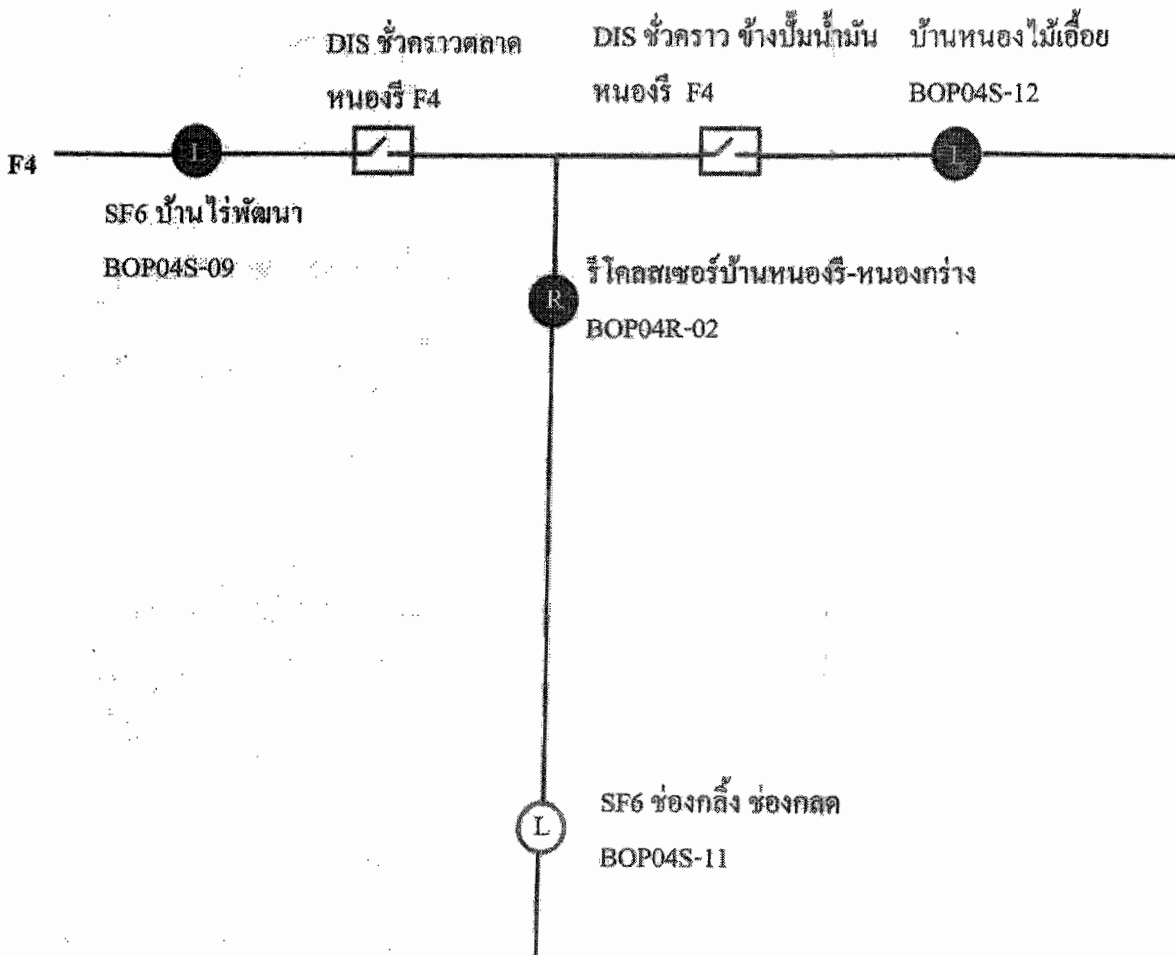 DIS ชั่วคราวตลาด
หนองรี F4
DIS ชั่วคราว ข้างปั๊มน้ำมัน
หนองรี F4
บ้านหนองไม้เอื้อย
BOP04S-12
F4
L
L
SF6 บ้านไร่พัฒนา
BOP04S-09
R
รีโคลสเซอร์บ้านหนองรี-หนองกร่าง
BOP04R-02
L
SF6 ช่องกลิ้ง ช่องกลด
BOP04S-11